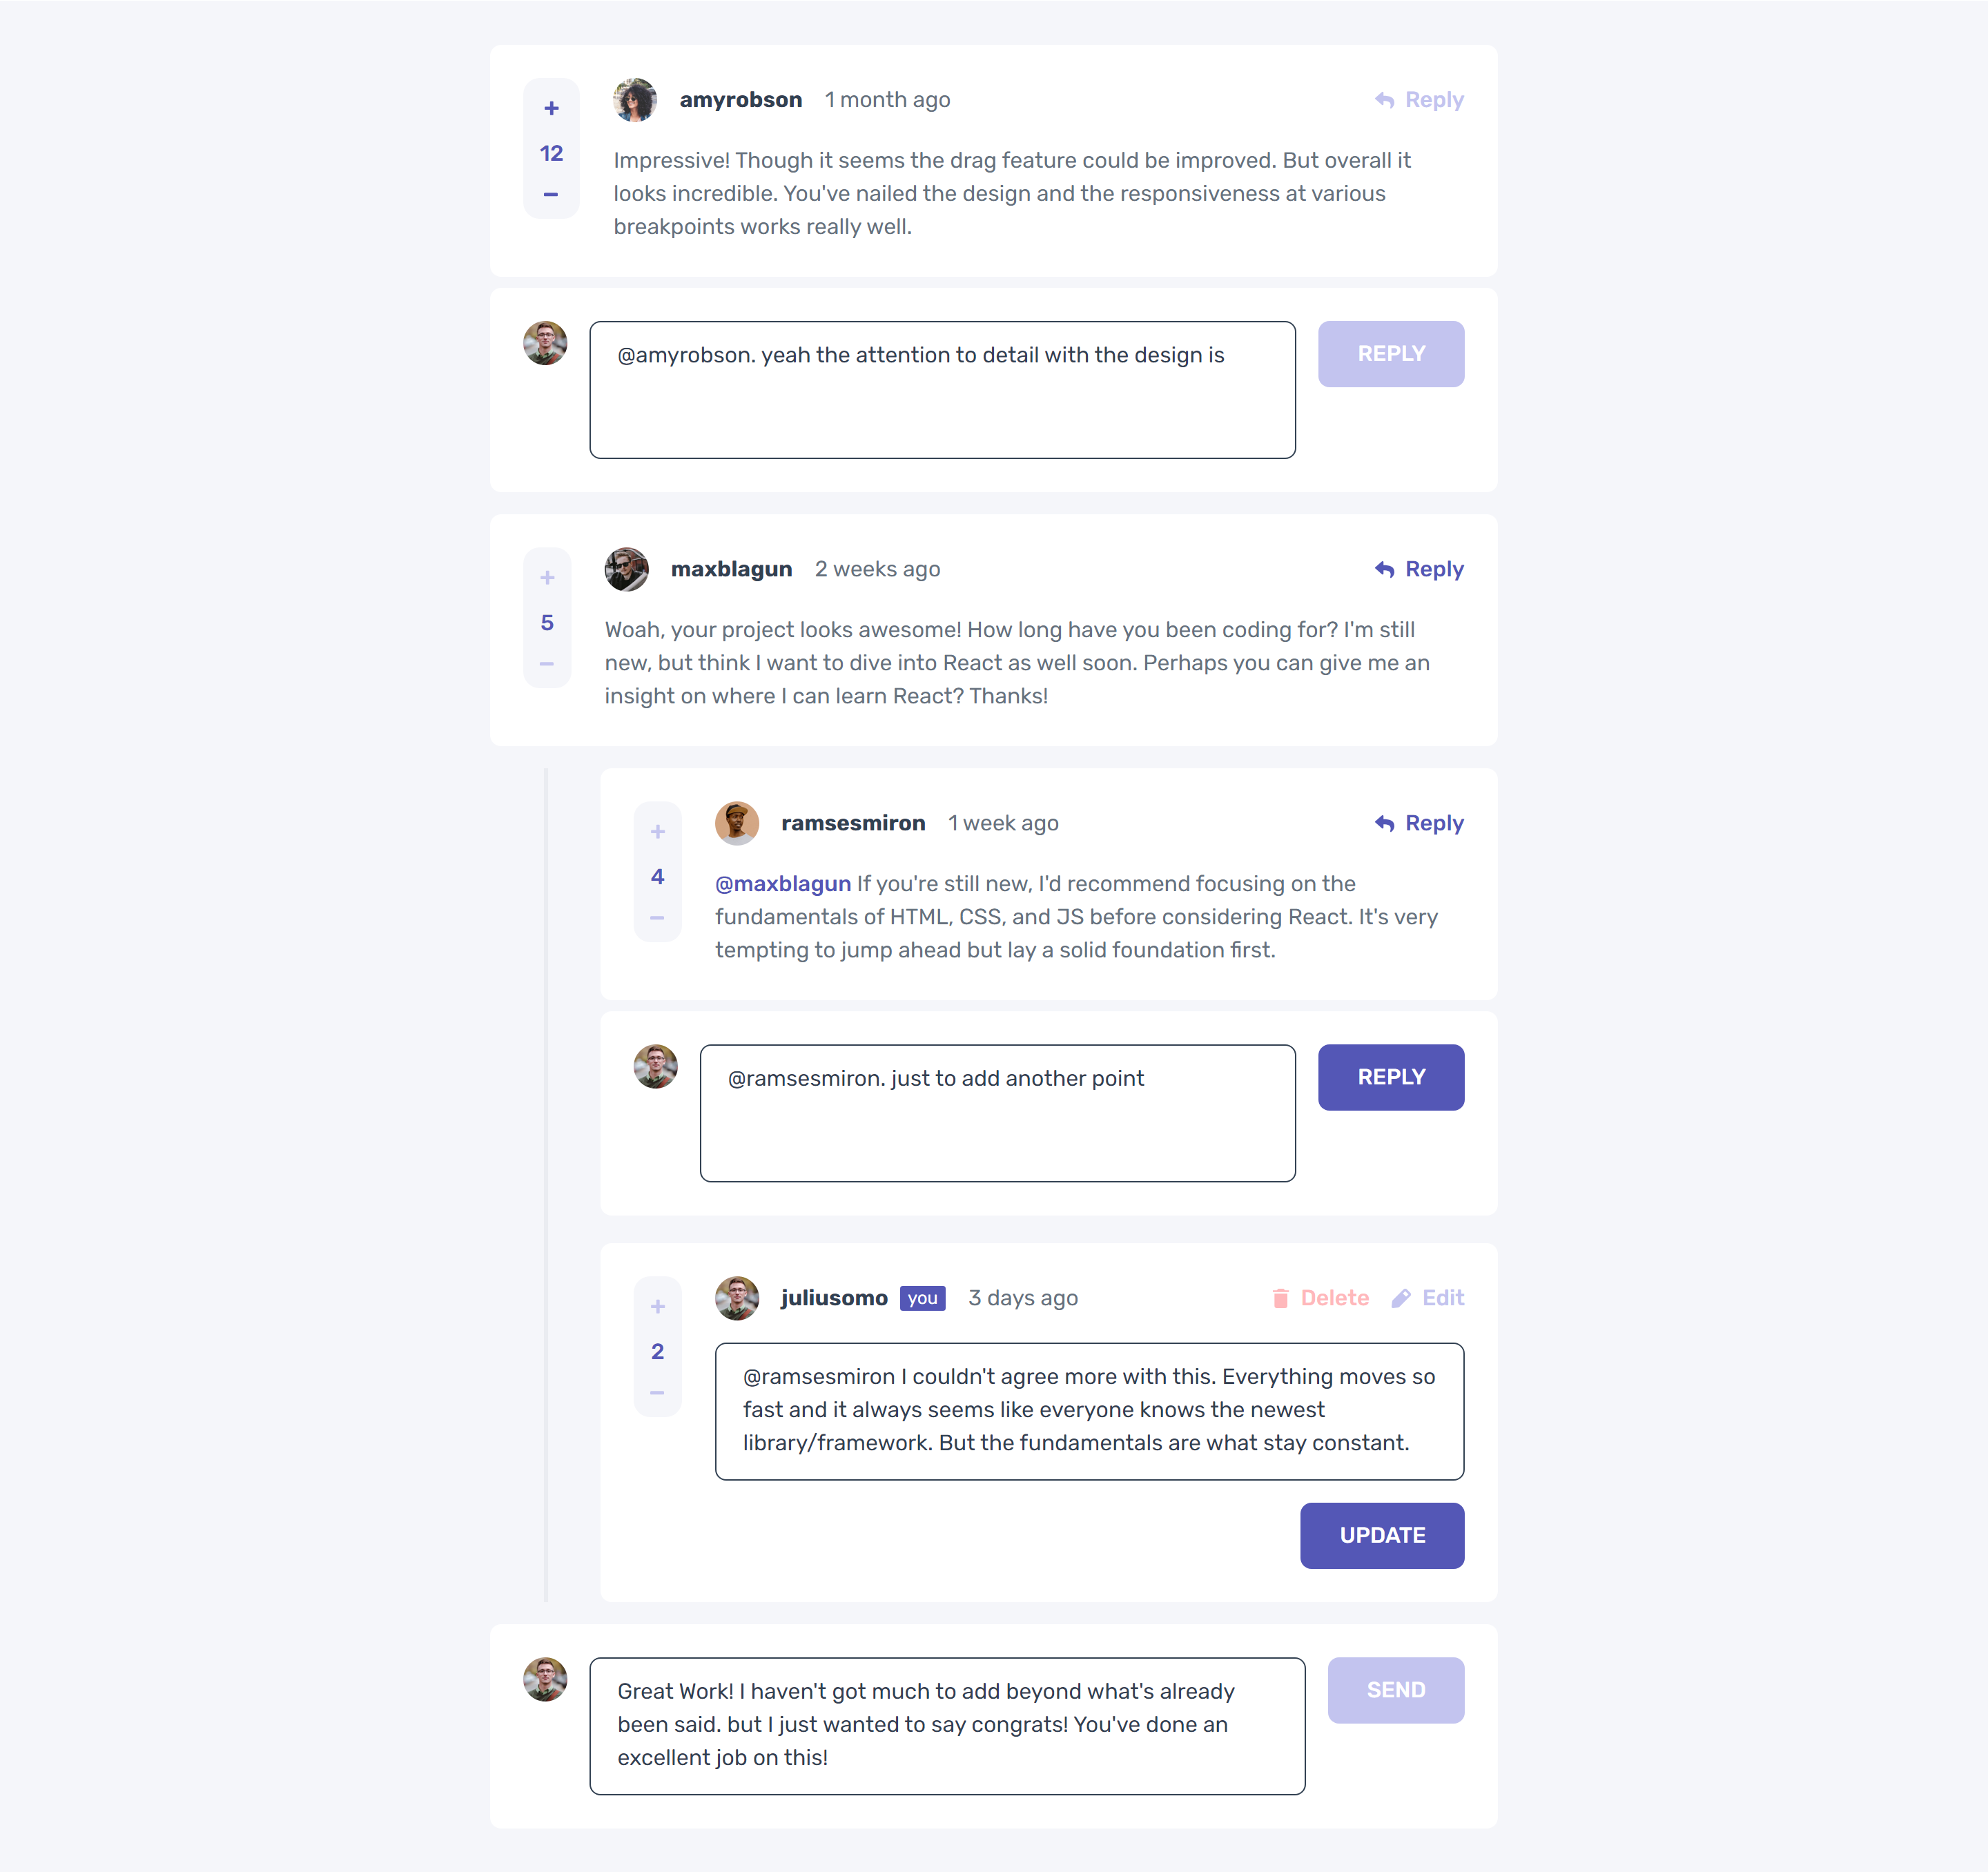 +
12
−
amyrobson 1 month ago Reply
Impressive! Though it seems the drag feature could be improved. But overall it
looks incredible. You've nailed the design and the responsiveness at various
breakpoints works really well.
@amyrobson. yeah the attention to detail with the design is
REPLY
+
5
−
maxblagun 2 weeks ago Reply
Woah, your project looks awesome! How long have you been coding for? I'm still
new, but think I want to dive into React as well soon. Perhaps you can give me an
insight on where I can learn React? Thanks!
+
4
−
ramsesmiron 1 week ago Reply
@maxblagun If you're still new, I'd recommend focusing on the
fundamentals of HTML, CSS, and JS before considering React. It's very
tempting to jump ahead but lay a solid foundation first.
@ramsesmiron. just to add another point
REPLY
+
2
−
juliusomo you 3 days ago Delete Edit
@ramsesmiron I couldn't agree more with this. Everything moves so
fast and it always seems like everyone knows the newest
library/framework. But the fundamentals are what stay constant.
UPDATE
Great Work! I haven't got much to add beyond what's already
been said. but I just wanted to say congrats! You've done an
excellent job on this!
SEND